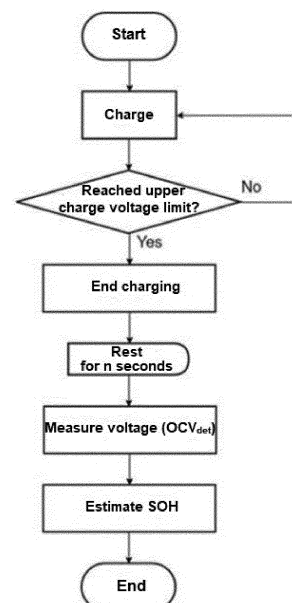 Start
Charge
Reached upper
charge voltage limit?
No
Yes
End charging
Rest
for n seconds
Measure voltage (OCVdet)
Estimate SOH
End